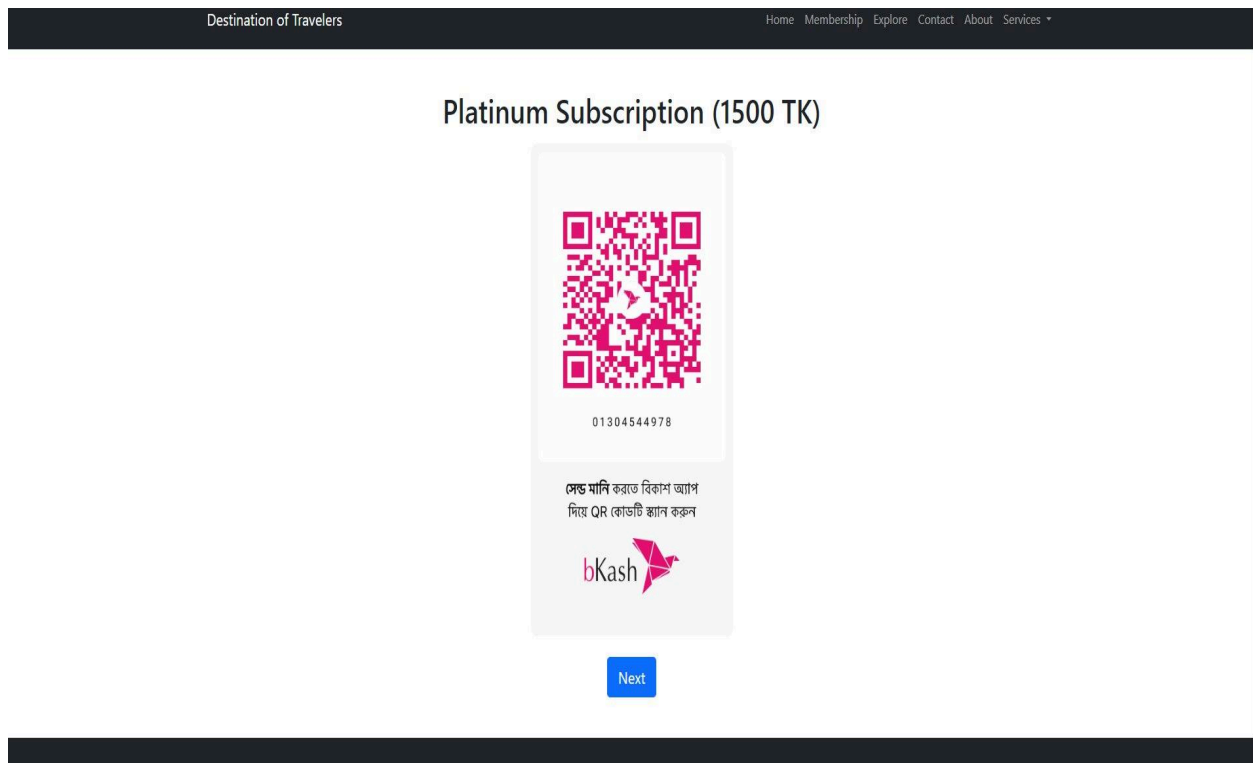 Destination of Travelers
Home Membership Explore Contact About Services
Platinum Subscription (1500 TK)
01304544978
সেন্ড মানি করতে বিকাশ অ্যাপ
দিয়ে QR কোডটি স্ক্যান করুন
bKash
Next